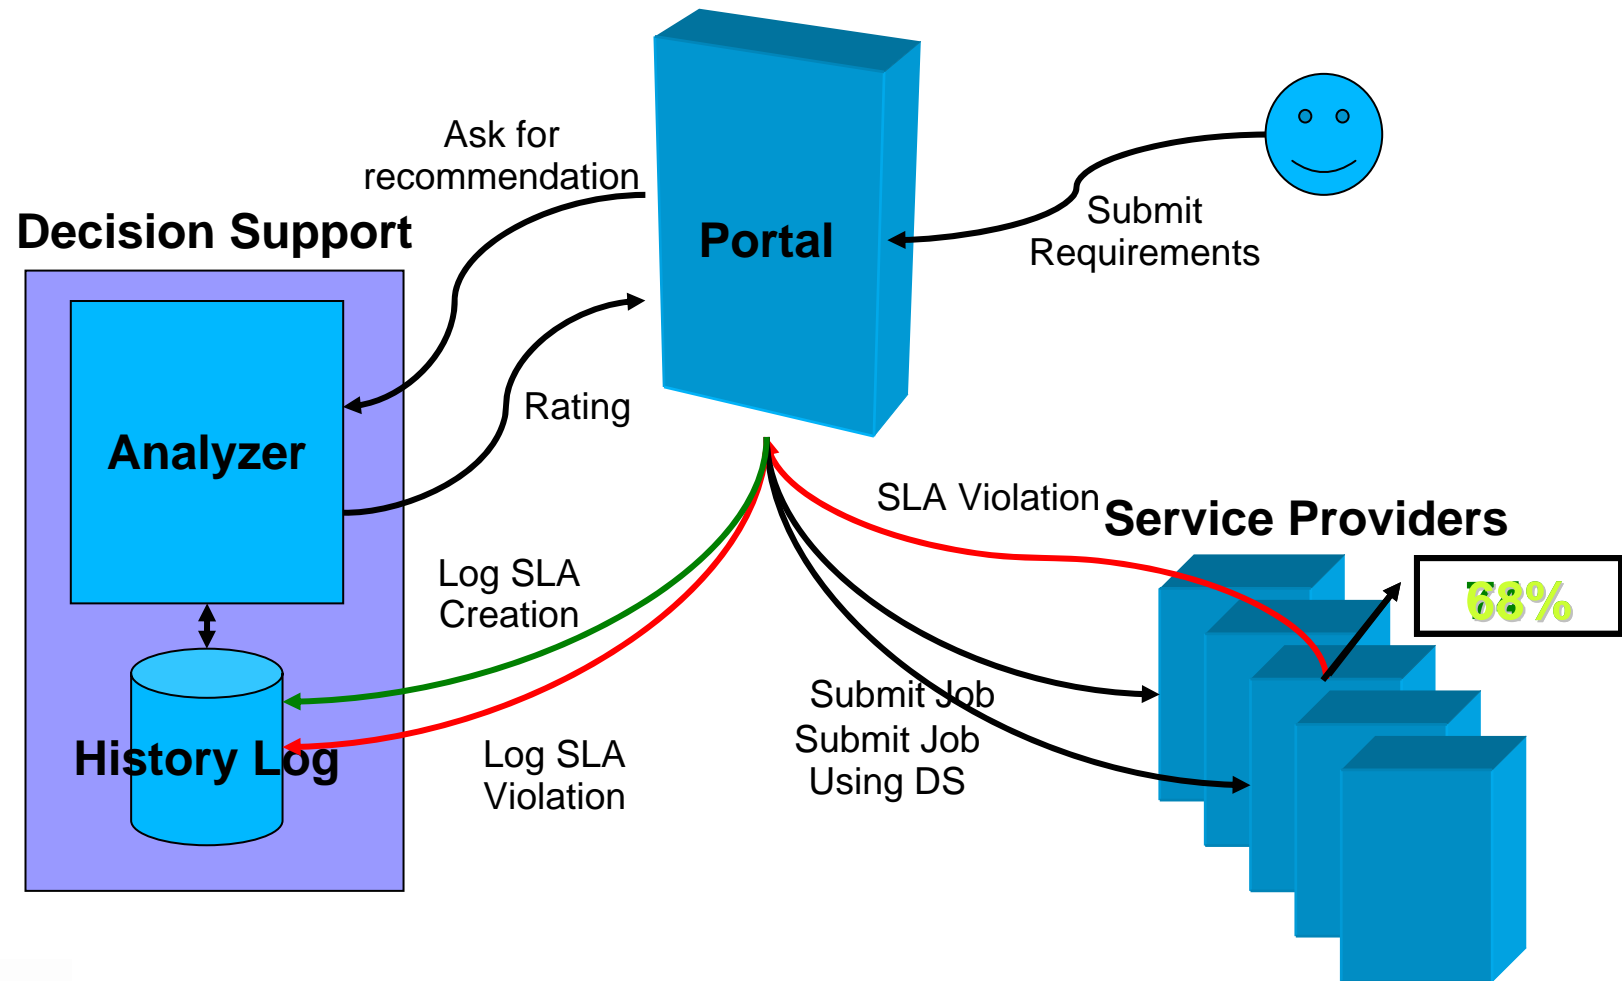 Ask for
recommendation
Decision Support
Portal
Submit
Requirements
Rating
Analyzer
SLA Violation
Service Providers
68%
Log SLA
Creation
Submit Job
Submit Job
Using DS
History Log
Log SLA
Violation